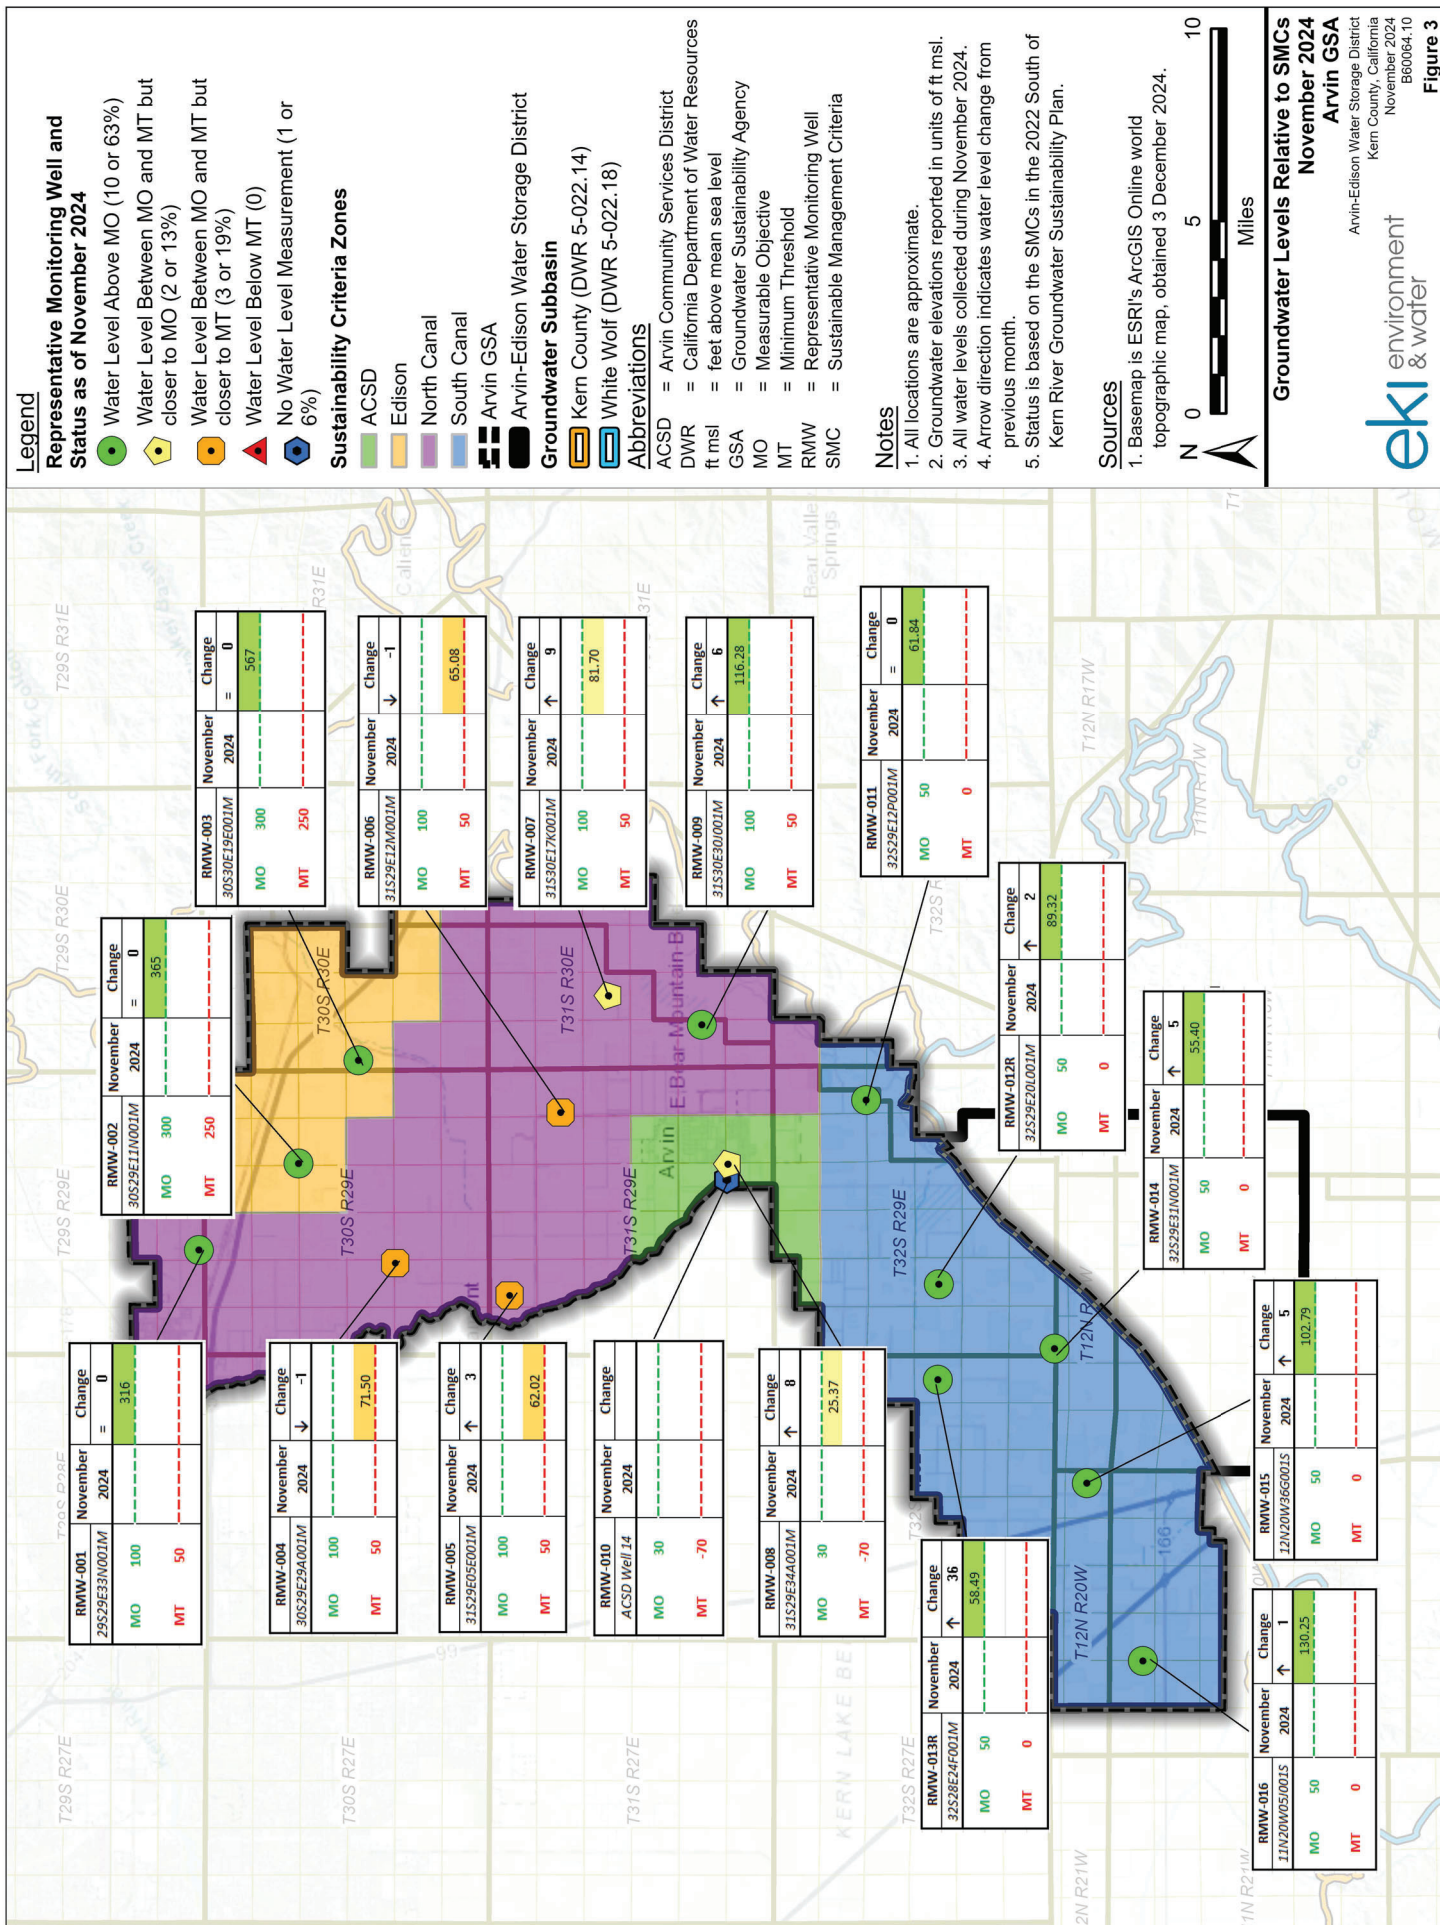 Legend
Representative Monitoring Well and
Status as of November 2024
Water Level Above MO (10 or 63%)
Water Level Between MO and MT but
closer to MO (2 or 13%)
Water Level Between MO and MT but
closer to MT (3 or 19%)
Water Level Below MT (0)
No Water Level Measurement (1 or
6%)
Sustainability Criteria Zones
ACSD
Edison
North Canal
South Canal
Arvin GSA
Arvin-Edison Water Storage District
Groundwater Subbasin
Kern County (DWR 5-022.14)
White Wolf (DWR 5-022.18)
Abbreviations
ACSD = Arvin Community Services District
DWR = California Department of Water Resources
ft msl = feet above mean sea level
GSA = Groundwater Sustainability Agency
MO = Measurable Objective
MT = Minimum Threshold
RMW = Representative Monitoring Well
SMC = Sustainable Management Criteria
Notes
1. All locations are approximate.
2. Groundwater elevations reported in units of ft msl.
3. All water levels collected during November 2024.
4. Arrow direction indicates water level change from
previous month.
5. Status is based on the SMCs in the 2022 South of
Kern River Groundwater Sustainability Plan.
Sources
1. Basemap is ESRI's ArcGIS Online world
topographic map, obtained 3 December 2024.
N
0 5 10
Miles
Groundwater Levels Relative to SMCs
November 2024
Arvin GSA
Arvin-Edison Water Storage District
Kern County, California
November 2024
B60064.10
Figure 3
eki environment
& water
RMW-001 November Change
29S29E33N001M 2024 = 0
MO 100 316
MT 50
RMW-002 November Change
30S29E11N001M 2024 = 0
MO 300 365
MT 250
RMW-003 November Change
30S30E19E001M 2024 = 0
MO 300 567
MT 250
RMW-004 November Change
30S29E29A001M 2024 ↓ -1
MO 100
MT 50 71.50
RMW-006 November Change
31S29E12M001M 2024 ↓ -1
MO 100
MT 50 65.08
RMW-005 November Change
31S29E05E001M 2024 ↑ 3
MO 100
MT 50 62.02
RMW-007 November Change
31S30E17K001M 2024 ↑ 9
MO 100
81.70
MT 50
RMW-010 November Change
ACSD Well 14 2024
MO 30
MT -70
RMW-009 November Change
31S30E30J001M 2024 ↑ 6
MO 100 116.28
MT 50
RMW-008 November Change
31S29E34A001M 2024 ↑ 8
MO 30
25.37
MT -70
RMW-011 November Change
32S29E12P001M 2024 = 0
MO 50 61.84
MT 0
RMW-013R November Change
32S28E24F001M 2024 ↑ 36
MO 50 58.49
MT 0
RMW-012R November Change
32S29E20L001M 2024 ↑ 2
MO 50 89.32
MT 0
RMW-014 November Change
32S29E31N001M 2024 ↑ 5
MO 50 55.40
MT 0
RMW-016 November Change
11N20W05J001S 2024 ↑ 1
MO 50 130.25
MT 0
RMW-015 November Change
12N20W36G001S 2024 ↑ 5
MO 50 102.79
MT 0
T29S R27E
T29S R28E
T29S R29E
T29S R30E
T29S R31E
T30S R27E
T30S R29E
T30S R30E
R31E
T31S R27E
T31S R29E
T31S R30E
31E
T32S R27E
T32S
T32S R29E
T32S R
T12N R20W
T12N R
T12N R17W
T11N R17W
2N R21W
1N R21W
Arvin
E-Bear-Mountain-B
Bear Valley
Springs
KERN LAKE BE
99
166